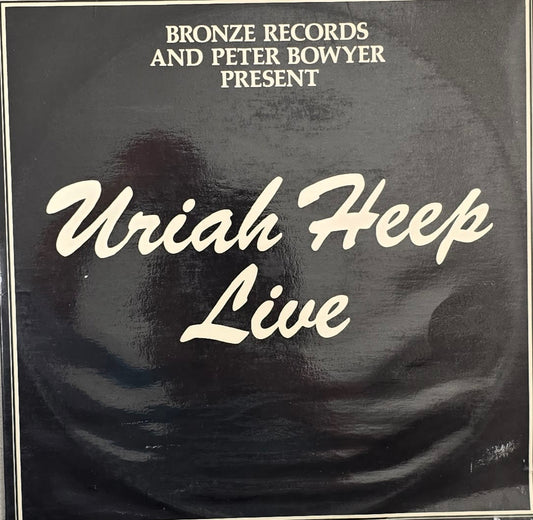 BRONZE RECORDS
AND PETER BOWYER
PRESENT
Uriah Heep
Live